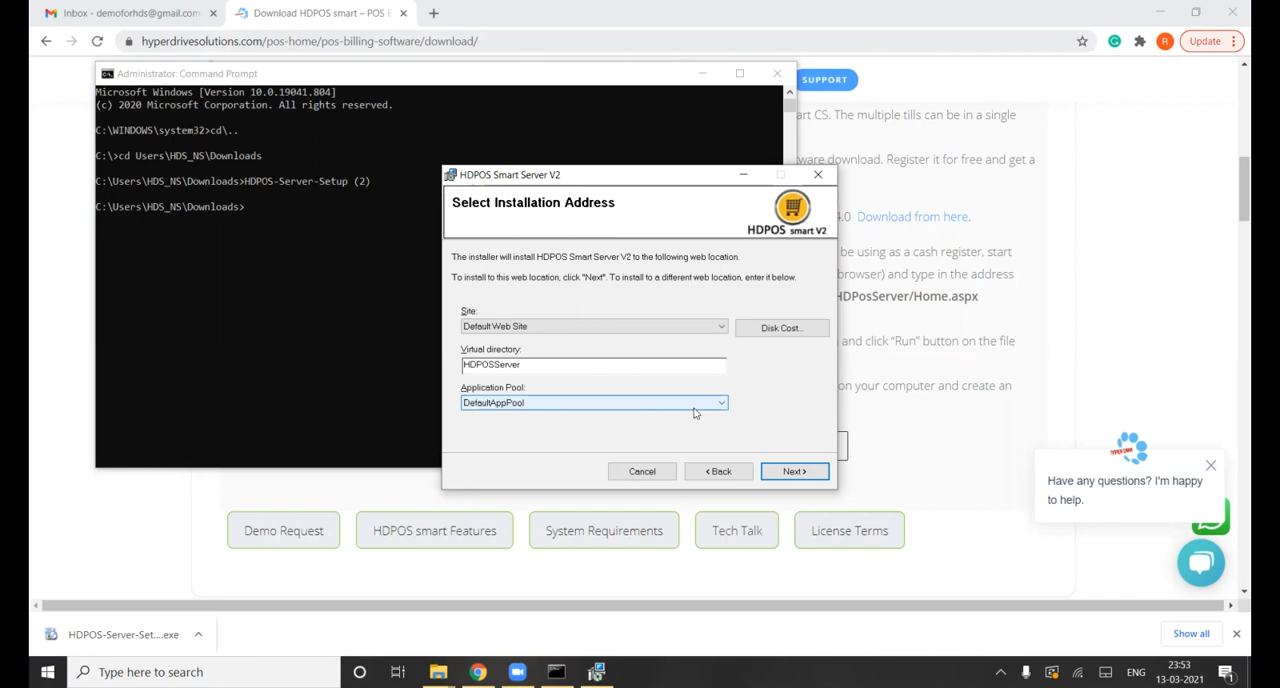 Inbox - demoforhds@gmail.com
Download HDPOS smart – POS B
hyperdrivesolutions.com/pos-home/pos-billing-software/download/
R
Update
Administrator: Command Prompt
SUPPORT
Microsoft Windows [Version 10.0.19041.804]
(c) 2020 Microsoft Corporation. All rights reserved.
C:\WINDOWS\system32>cd\..
C:\>cd Users\HDS_NS\Downloads
C:\Users\HDS_NS\Downloads>HDPOS-Server-Setup (2)
C:\Users\HDS_NS\Downloads>
art CS. The multiple tills can be in a single
ware download. Register it for free and get a
4.0 Download from here.
be using as a cash register, start
browser) and type in the address
HDPosServer/Home.aspx
and click “Run” button on the file
on your computer and create an
HDPOS Smart Server V2
Select Installation Address
HDPOS smart V2
The installer will install HDPOS Smart Server V2 to the following web location.
To install to this web location, click "Next". To install to a different web location, enter it below.
Site:
Default Web Site
Disk Cost...
Virtual directory:
HDPOSServer
Application Pool:
DefaultAppPool
Cancel
< Back
Next >
Have any questions? I'm happy
to help.
Demo Request
HDPOS smart Features
System Requirements
Tech Talk
License Terms
HDPOS-Server-Set....exe
Show all
Type here to search
ENG
23:53
13-03-2021
1